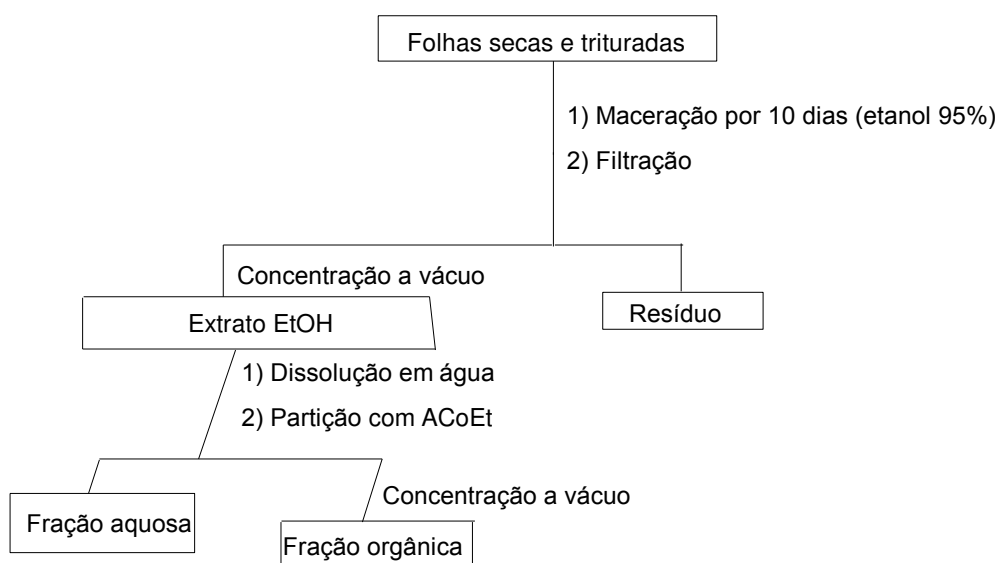 Folhas secas e trituradas
1) Maceração por 10 dias (etanol 95%)
2) Filtração
Concentração a vácuo
Extrato EtOH
Resíduo
1) Dissolução em água
2) Partição com ACoEt
Concentração a vácuo
Fração aquosa
Fração orgânica